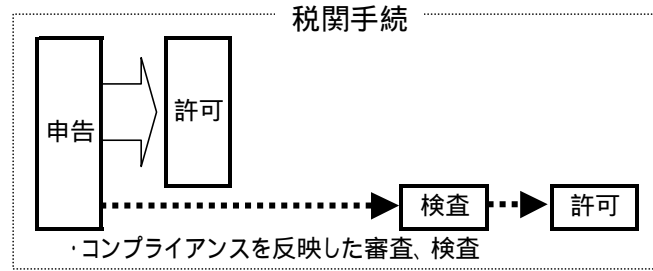 税関手続
申告
許可
検査
許可
・コンプライアンスを反映した審査、検査